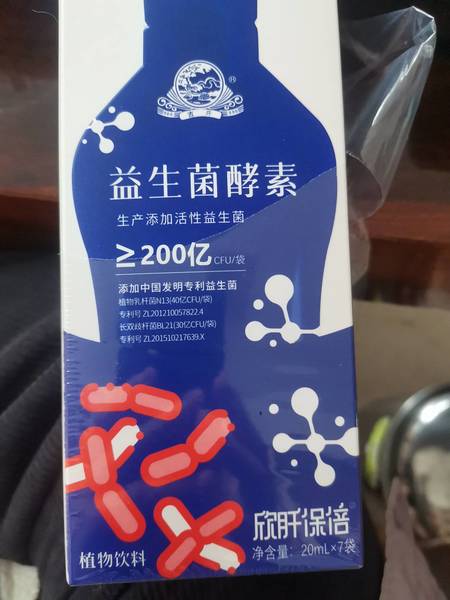 益生菌酵素
生产添加活性益生菌
≥200亿CFU/袋
添加中国发明专利益生菌
植物乳杆菌N13(40亿CFU/袋)
专利号 ZL201210057822.4
长双歧杆菌BL21(30亿CFU/袋)
专利号 ZL201510217639.X
欣肝保倍
植物饮料
净含量: 20mL×7袋